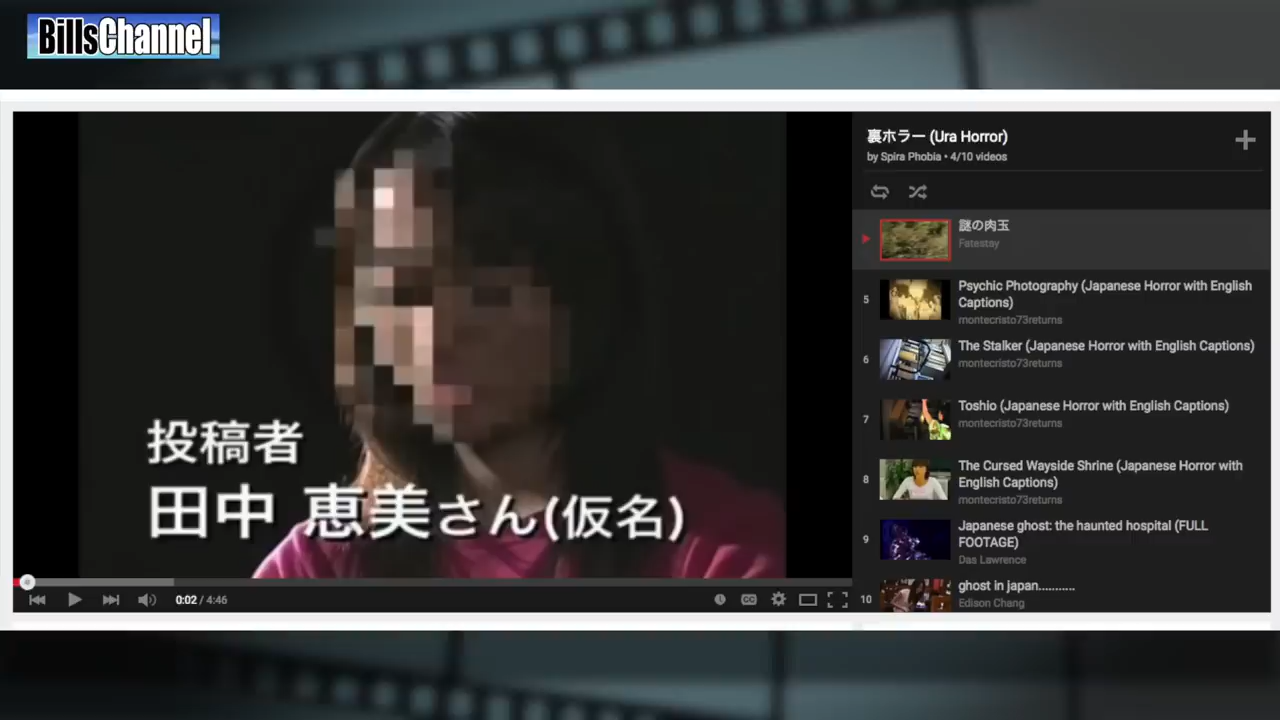 BillsChannel
投稿者
田中 恵美さん(仮名)
0:02 / 4:46
CC
裏ホラー (Ura Horror)
by Spira Phobia • 4/10 videos
謎の肉玉
Fatestay
5
Psychic Photography (Japanese Horror with English
Captions)
montecristo73returns
6
The Stalker (Japanese Horror with English Captions)
montecristo73returns
7
Toshio (Japanese Horror with English Captions)
montecristo73returns
8
The Cursed Wayside Shrine (Japanese Horror with
English Captions)
montecristo73returns
9
Japanese ghost: the haunted hospital (FULL
FOOTAGE)
Das Lawrence
10
ghost in japan...........
Edison Chang